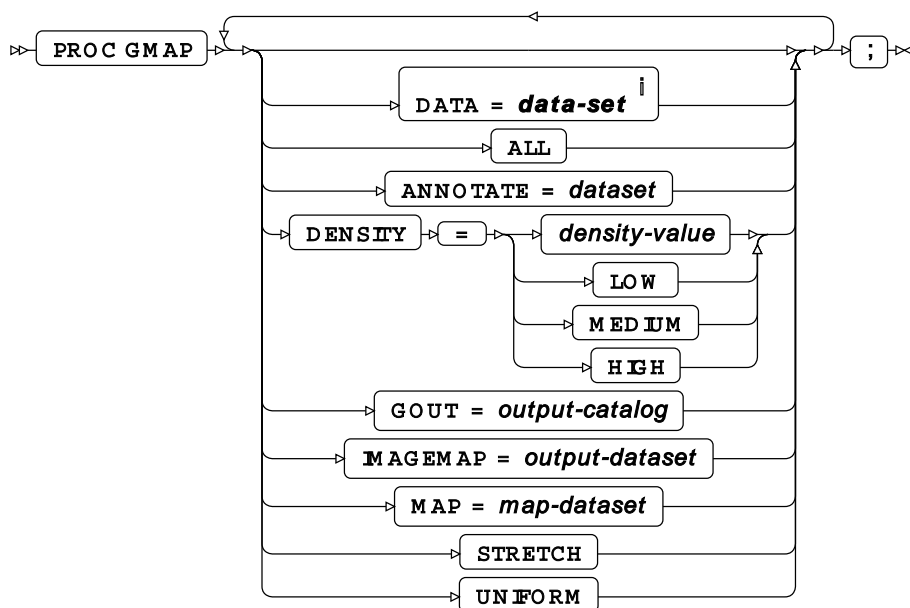 PROC GMAP ;
DATA = data-set i
ALL
ANNOTATE = dataset
DENSITY = density-value
LOW
MEDIUM
HIGH
GOUT = output-catalog
IMAGEMAP = output-dataset
MAP = map-dataset
STRETCH
UNIFORM